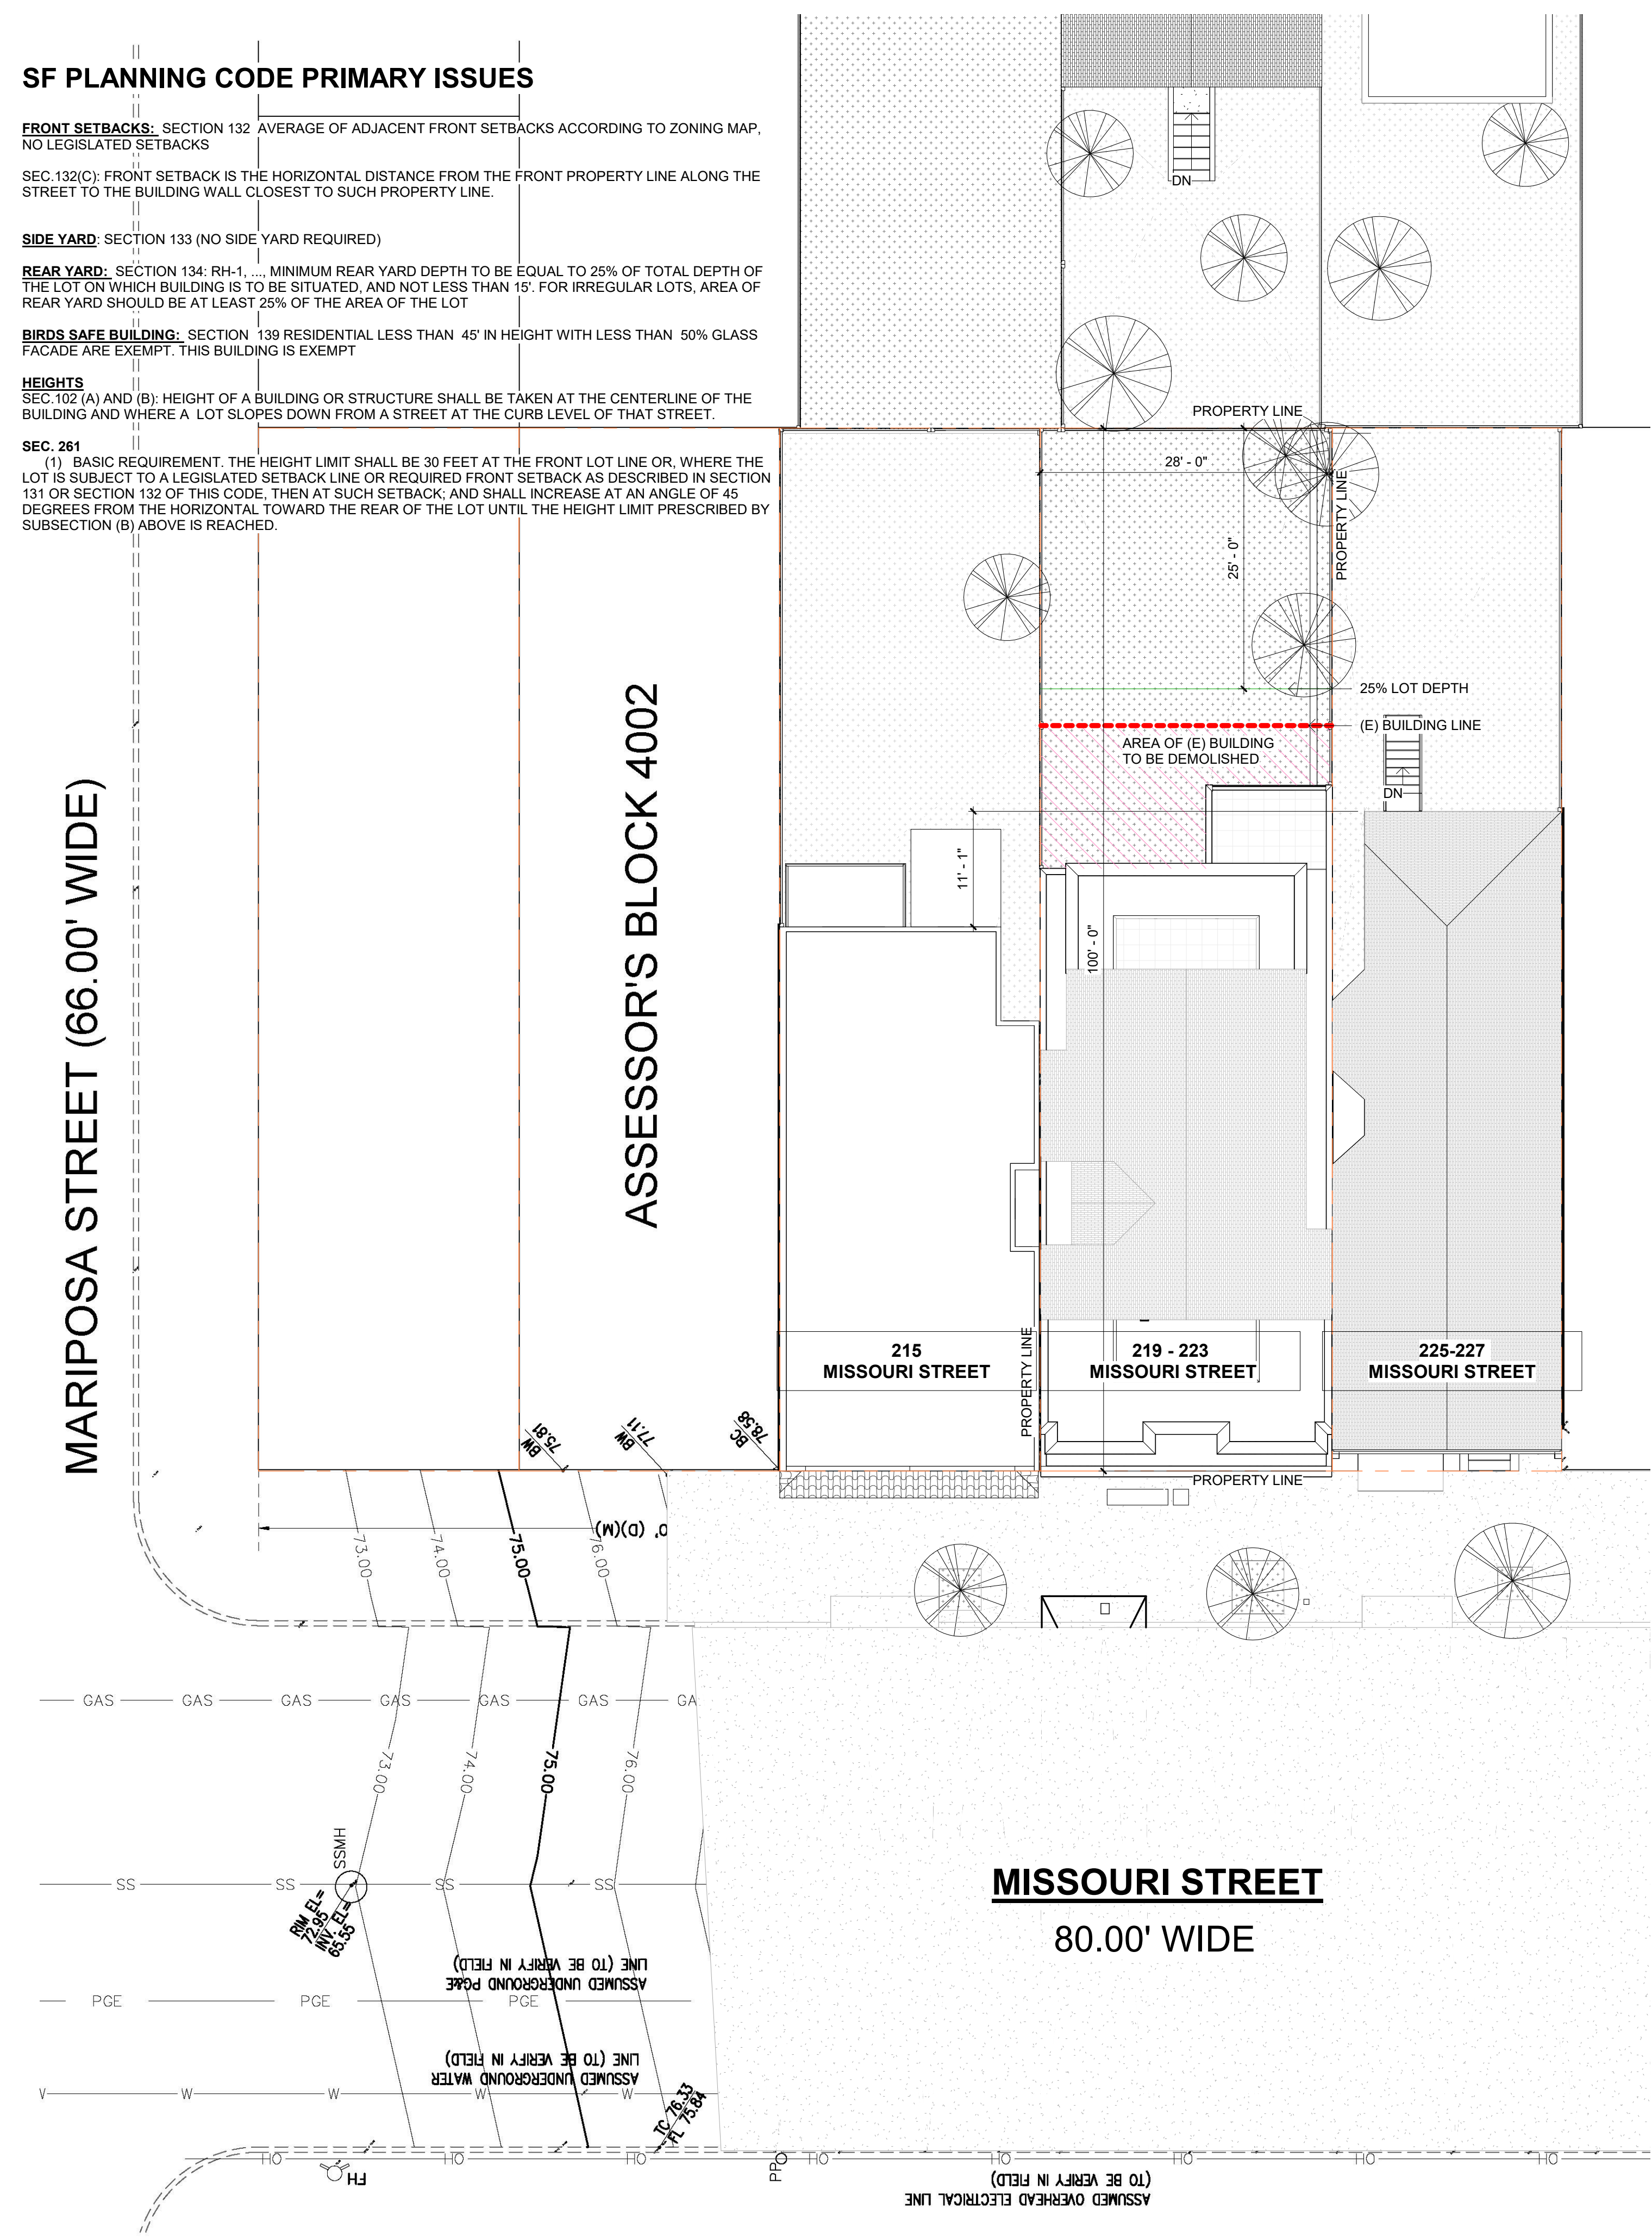 SF PLANNING CODE PRIMARY ISSUES
FRONT SETBACKS: SECTION 132 AVERAGE OF ADJACENT FRONT SETBACKS ACCORDING TO ZONING MAP,
NO LEGISLATED SETBACKS
SEC.132(C): FRONT SETBACK IS THE HORIZONTAL DISTANCE FROM THE FRONT PROPERTY LINE ALONG THE
STREET TO THE BUILDING WALL CLOSEST TO SUCH PROPERTY LINE.
SIDE YARD: SECTION 133 (NO SIDE YARD REQUIRED)
REAR YARD: SECTION 134: RH-1, ..., MINIMUM REAR YARD DEPTH TO BE EQUAL TO 25% OF TOTAL DEPTH OF
THE LOT ON WHICH BUILDING IS TO BE SITUATED, AND NOT LESS THAN 15'. FOR IRREGULAR LOTS, AREA OF
REAR YARD SHOULD BE AT LEAST 25% OF THE AREA OF THE LOT
BIRDS SAFE BUILDING: SECTION 139 RESIDENTIAL LESS THAN 45' IN HEIGHT WITH LESS THAN 50% GLASS
FACADE ARE EXEMPT. THIS BUILDING IS EXEMPT
HEIGHTS
SEC.102 (A) AND (B): HEIGHT OF A BUILDING OR STRUCTURE SHALL BE TAKEN AT THE CENTERLINE OF THE
BUILDING AND WHERE A LOT SLOPES DOWN FROM A STREET AT THE CURB LEVEL OF THAT STREET.
SEC. 261
(1) BASIC REQUIREMENT. THE HEIGHT LIMIT SHALL BE 30 FEET AT THE FRONT LOT LINE OR, WHERE THE
LOT IS SUBJECT TO A LEGISLATED SETBACK LINE OR REQUIRED FRONT SETBACK AS DESCRIBED IN SECTION
131 OR SECTION 132 OF THIS CODE, THEN AT SUCH SETBACK; AND SHALL INCREASE AT AN ANGLE OF 45
DEGREES FROM THE HORIZONTAL TOWARD THE REAR OF THE LOT UNTIL THE HEIGHT LIMIT PRESCRIBED BY
SUBSECTION (B) ABOVE IS REACHED.
DN
PROPERTY LINE
28' - 0"
PROPERTY LINE
25' - 0"
25% LOT DEPTH
(E) BUILDING LINE
AREA OF (E) BUILDING
TO BE DEMOLISHED
DN
11' - 1"
100' - 0"
MARIPOSA STREET (66.00' WIDE)
ASSESSOR'S BLOCK 4002
215
MISSOURI STREET
PROPERTY LINE
219 - 223
MISSOURI STREET
225-227
MISSOURI STREET
75.81
BW
77.11
BW
78.58
BC
PROPERTY LINE
0' (D)(M)
73.00
74.00
75.00
76.00
GAS GAS GAS GAS GAS GAS GA
73.00
74.00
75.00
76.00
SSMH
SS SS SS SS
RIM EL=
72.95
INV. EL=
65.55
MISSOURI STREET
80.00' WIDE
ASSUMED UNDERGROUND PG&E
LINE (TO BE VERIFY IN FIELD)
PGE PGE PGE
ASSUMED UNDERGROUND WATER
LINE (TO BE VERIFY IN FIELD)
W W W W
TC 76.33
FL 75.84
OH OH OH OH OH OH OH OH
FH
PP
ASSUMED OVERHEAD ELECTRICAL LINE
(TO BE VERIFY IN FIELD)